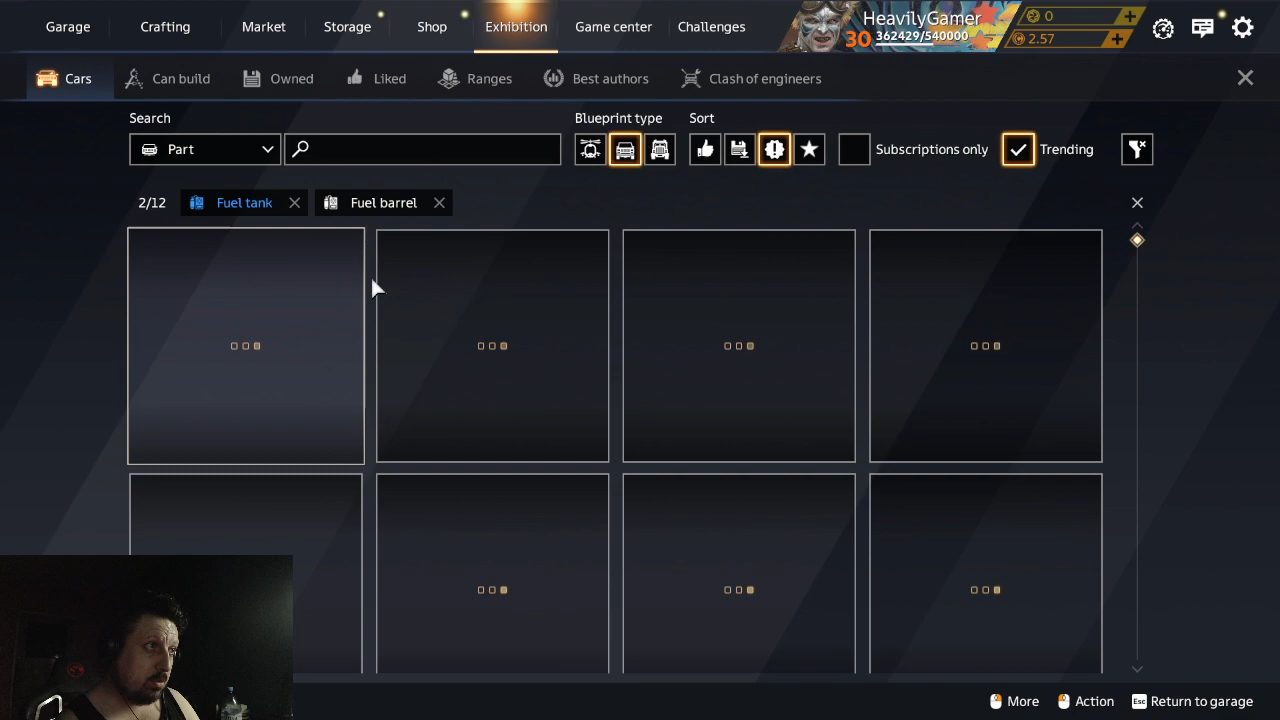 Garage
Crafting
Market
Storage
Shop
Exhibition
Game center
Challenges
HeavilyGamer
30 362429/540000
0
2.57
Cars
Can build
Owned
Liked
Ranges
Best authors
Clash of engineers
Search
Blueprint type
Sort
Part
Subscriptions only
Trending
2/12
Fuel tank
Fuel barrel
More
Action
Esc Return to garage